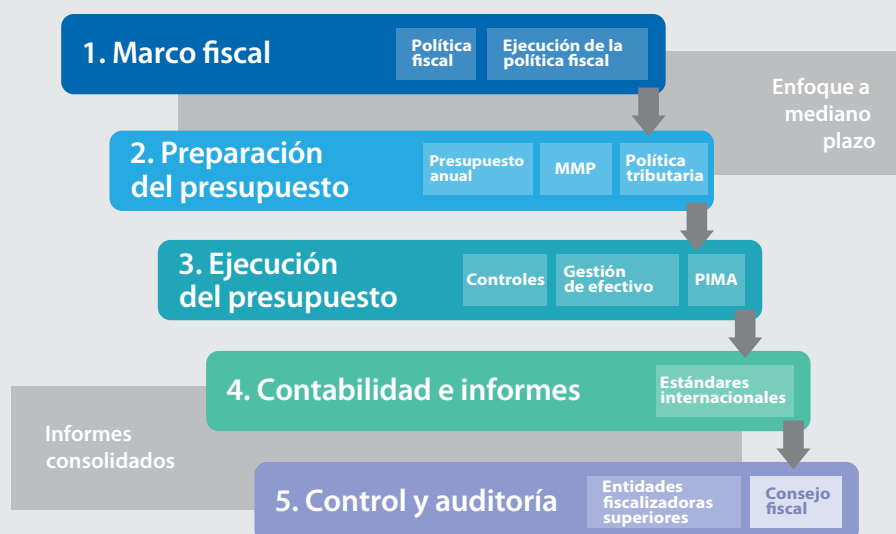 1. Marco fiscal
Política
fiscal
Ejecución de la
política fiscal
Enfoque a
mediano
plazo
2. Preparación
del presupuesto
Presupuesto
anual
MMP
Política
tributaria
3. Ejecución
del presupuesto
Controles
Gestión
de efectivo
PIMA
4. Contabilidad e informes
Estándares
internacionales
Informes
consolidados
5. Control y auditoría
Entidades
fiscalizadoras
superiores
Consejo
fiscal